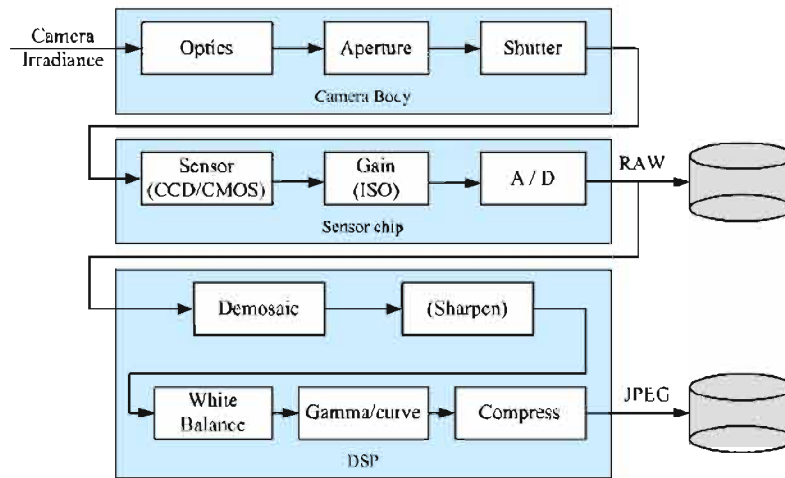 Camera
Irradiance
Optics
Aperture
Shutter
Camera Body
Sensor
(CCD/CMOS)
Gain
(ISO)
A / D
RAW
Sensor chip
Demosaic
(Sharpen)
White
Balance
Gamma/curve
Compress
JPEG
DSP